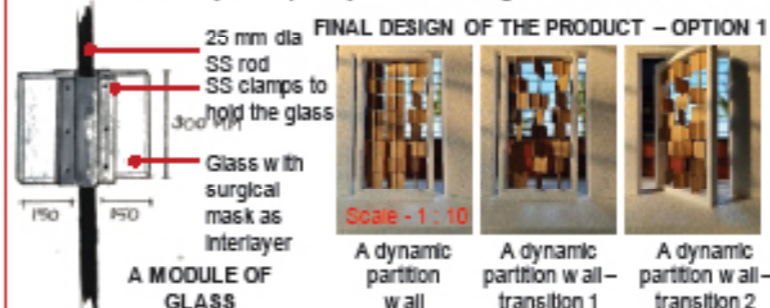 FINAL DESIGN OF THE PRODUCT – OPTION 1
25 mm dia
SS rod
SS clamps to
hold the glass
300 MM
Glass with
surgical
mask as
Interlayer
150
150
A MODULE OF
GLASS
Scale - 1 : 10
A dynamic
partition
wall
A dynamic
partition wall –
transition 1
A dynamic
partition wall –
transition 2